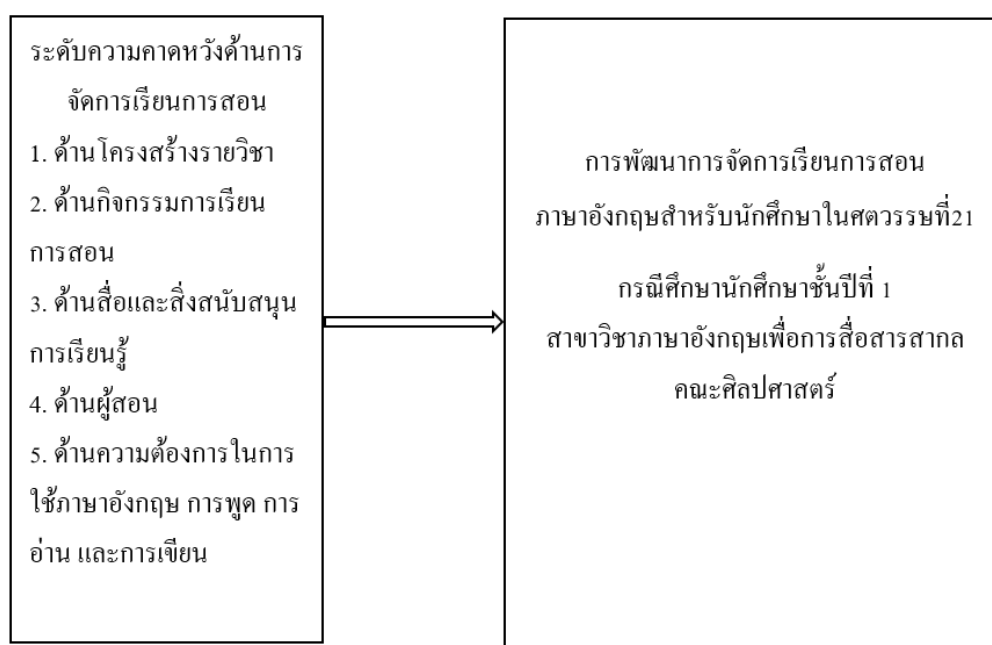 ระดับความคาดหวังด้านการ
จัดการเรียนการสอน
1. ด้านโครงสร้างรายวิชา
2. ด้านกิจกรรมการเรียน
การสอน
3. ด้านสื่อและสิ่งสนับสนุน
การเรียนรู้
4. ด้านผู้สอน
5. ด้านความต้องการในการ
ใช้ภาษาอังกฤษ การพูด การ
อ่าน และการเขียน
การพัฒนาการจัดการเรียนการสอน
ภาษาอังกฤษสำหรับนักศึกษาในศตวรรษที่21
กรณีศึกษานักศึกษาชั้นปีที่ 1
สาขาวิชาภาษาอังกฤษเพื่อการสื่อสารสากล
คณะศิลปศาสตร์